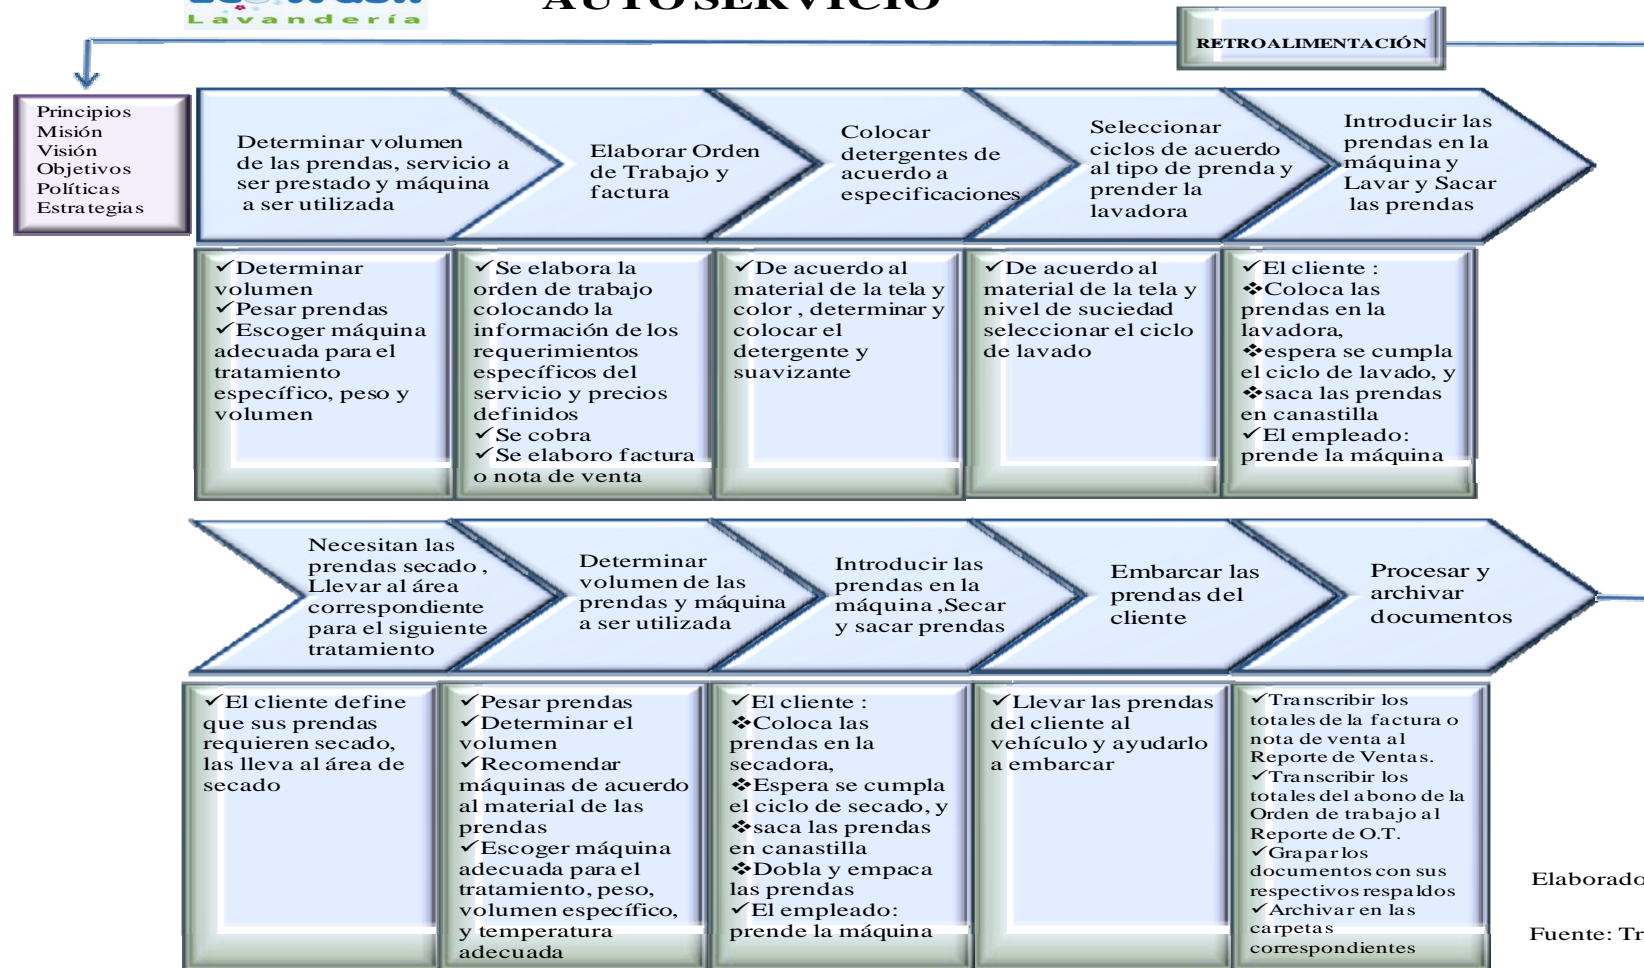 Lavandería
AUTOSERVICIO
RETROALIMENTACIÓN
Principios
Misión
Visión
Objetivos
Políticas
Estrategias
Determinar volumen
de las prendas, servicio a
ser prestado y máquina
a ser utilizada
Elaborar Orden
de Trabajo y
factura
Colocar
detergentes de
acuerdo a
especificaciones
Seleccionar
ciclos de acuerdo
al tipo de prenda y
prender la
lavadora
Introducir las
prendas en la
máquina y
Lavar y Sacar
las prendas
✓Determinar
volumen
✓Pesar prendas
✓Escoger máquina
adecuada para el
tratamiento
específico, peso y
volumen
✓Se elabora la
orden de trabajo
colocando la
información de los
requerimientos
específicos del
servicio y precios
definidos
✓Se cobra
✓Se elaboro factura
o nota de venta
✓De acuerdo al
material de la tela y
color , determinar y
colocar el
detergente y
suavizante
✓De acuerdo al
material de la tela y
nivel de suciedad
seleccionar el ciclo
de lavado
✓El cliente :
❖Coloca las
prendas en la
lavadora,
❖espera se cumpla
el ciclo de lavado, y
❖saca las prendas
en canastilla
✓El empleado:
prende la máquina
Necesitan las
prendas secado ,
Llevar al área
correspondiente
para el siguiente
tratamiento
Determinar
volumen de las
prendas y máquina
a ser utilizada
Introducir las
prendas en la
máquina ,Secar
y sacar prendas
Embarcar las
prendas del
cliente
Procesar y
archivar
documentos
✓El cliente define
que sus prendas
requieren secado,
las lleva al área de
secado
✓Pesar prendas
✓Determinar el
volumen
✓Recomendar
máquinas de acuerdo
al material de las
prendas
✓Escoger máquina
adecuada para el
tratamiento, peso,
volumen específico,
y temperatura
adecuada
✓El cliente :
❖Coloca las
prendas en la
secadora,
❖Espera se cumpla
el ciclo de secado, y
❖saca las prendas
en canastilla
❖Dobla y empaca
las prendas
✓El empleado:
prende la máquina
✓Llevar las prendas
del cliente al
vehículo y ayudarlo
a embarcar
✓Transcribir los
totales de la factura o
nota de venta al
Reporte de Ventas.
✓Transcribir los
totales del abono de la
Orden de trabajo al
Reporte de O.T.
✓Grapar los
documentos con sus
respectivos respaldos
✓Archivar en las
carpetas
correspondientes
Elaborado
Fuente: Tr